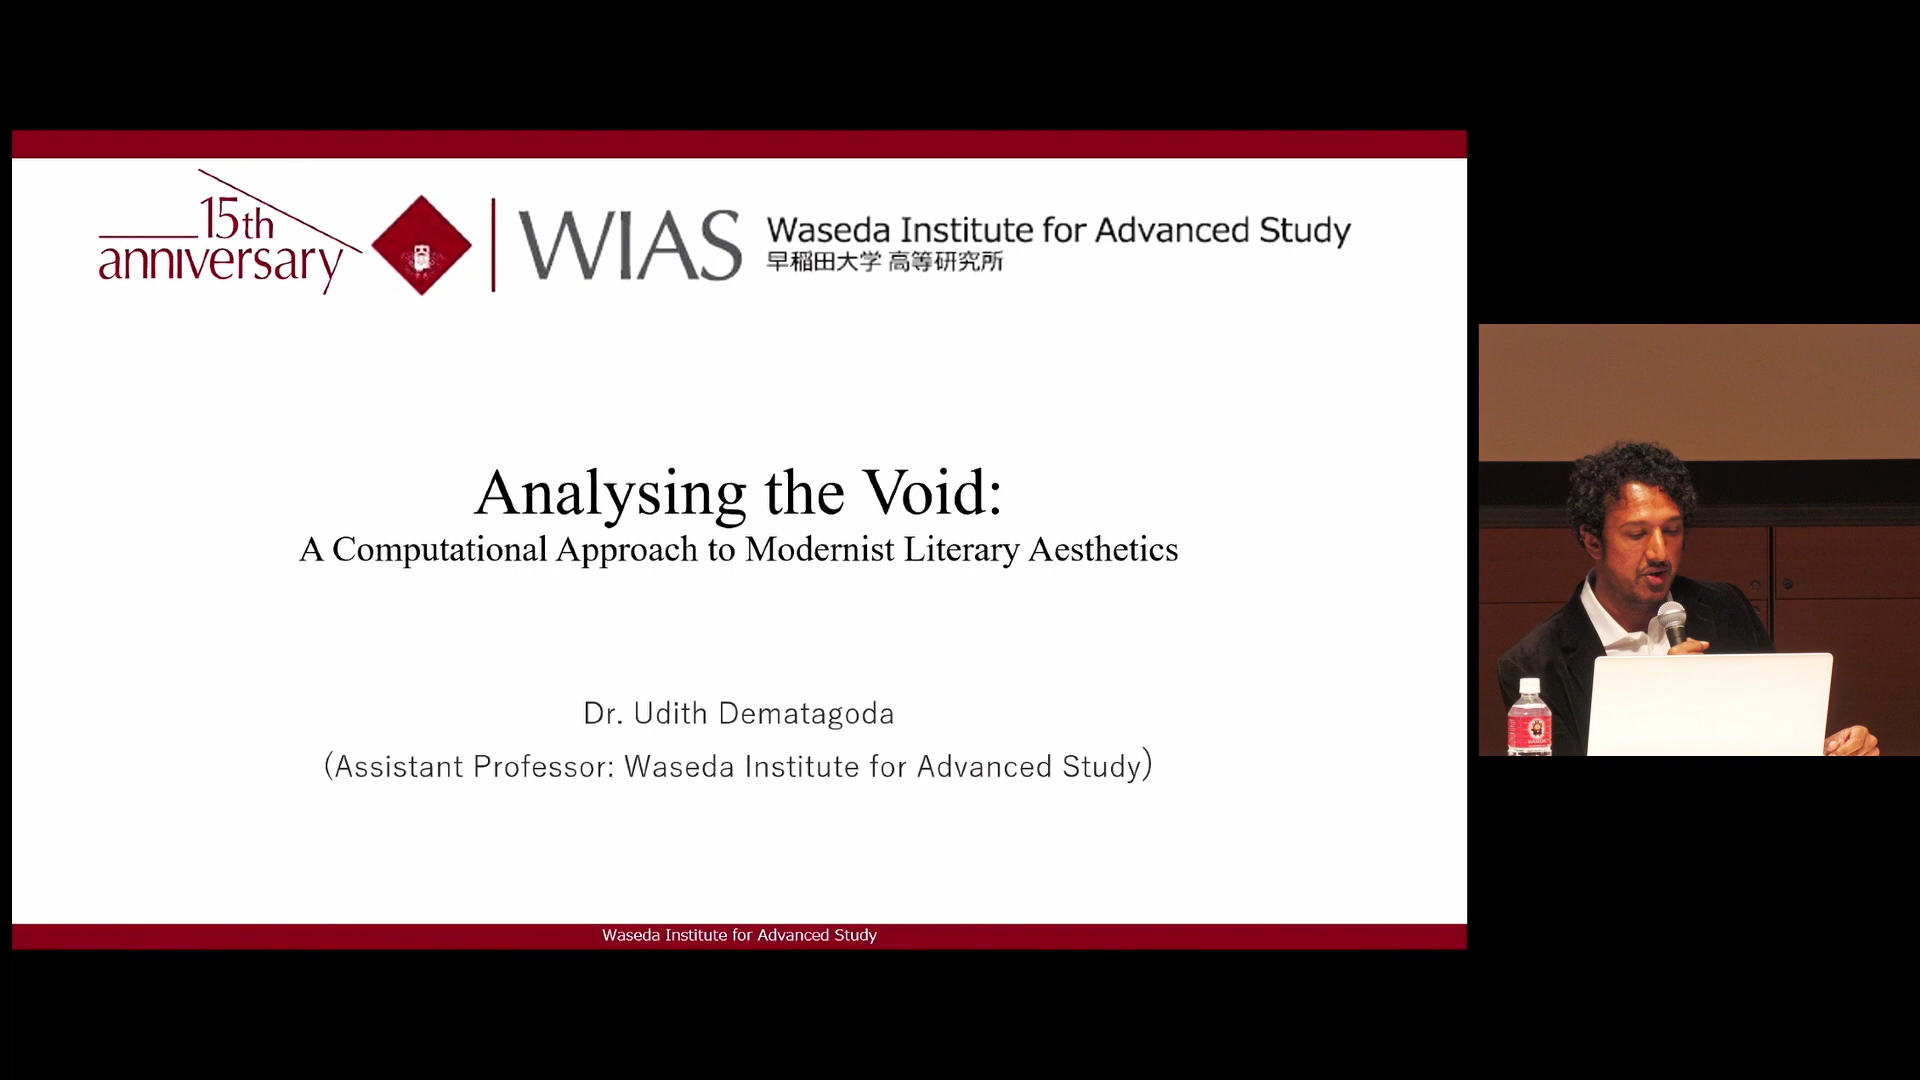 15th
anniversary
WIAS
Waseda Institute for Advanced Study
早稲田大学 高等研究所
Analysing the Void:
A Computational Approach to Modernist Literary Aesthetics
Dr. Udith Dematagoda
(Assistant Professor: Waseda Institute for Advanced Study)
Waseda Institute for Advanced Study